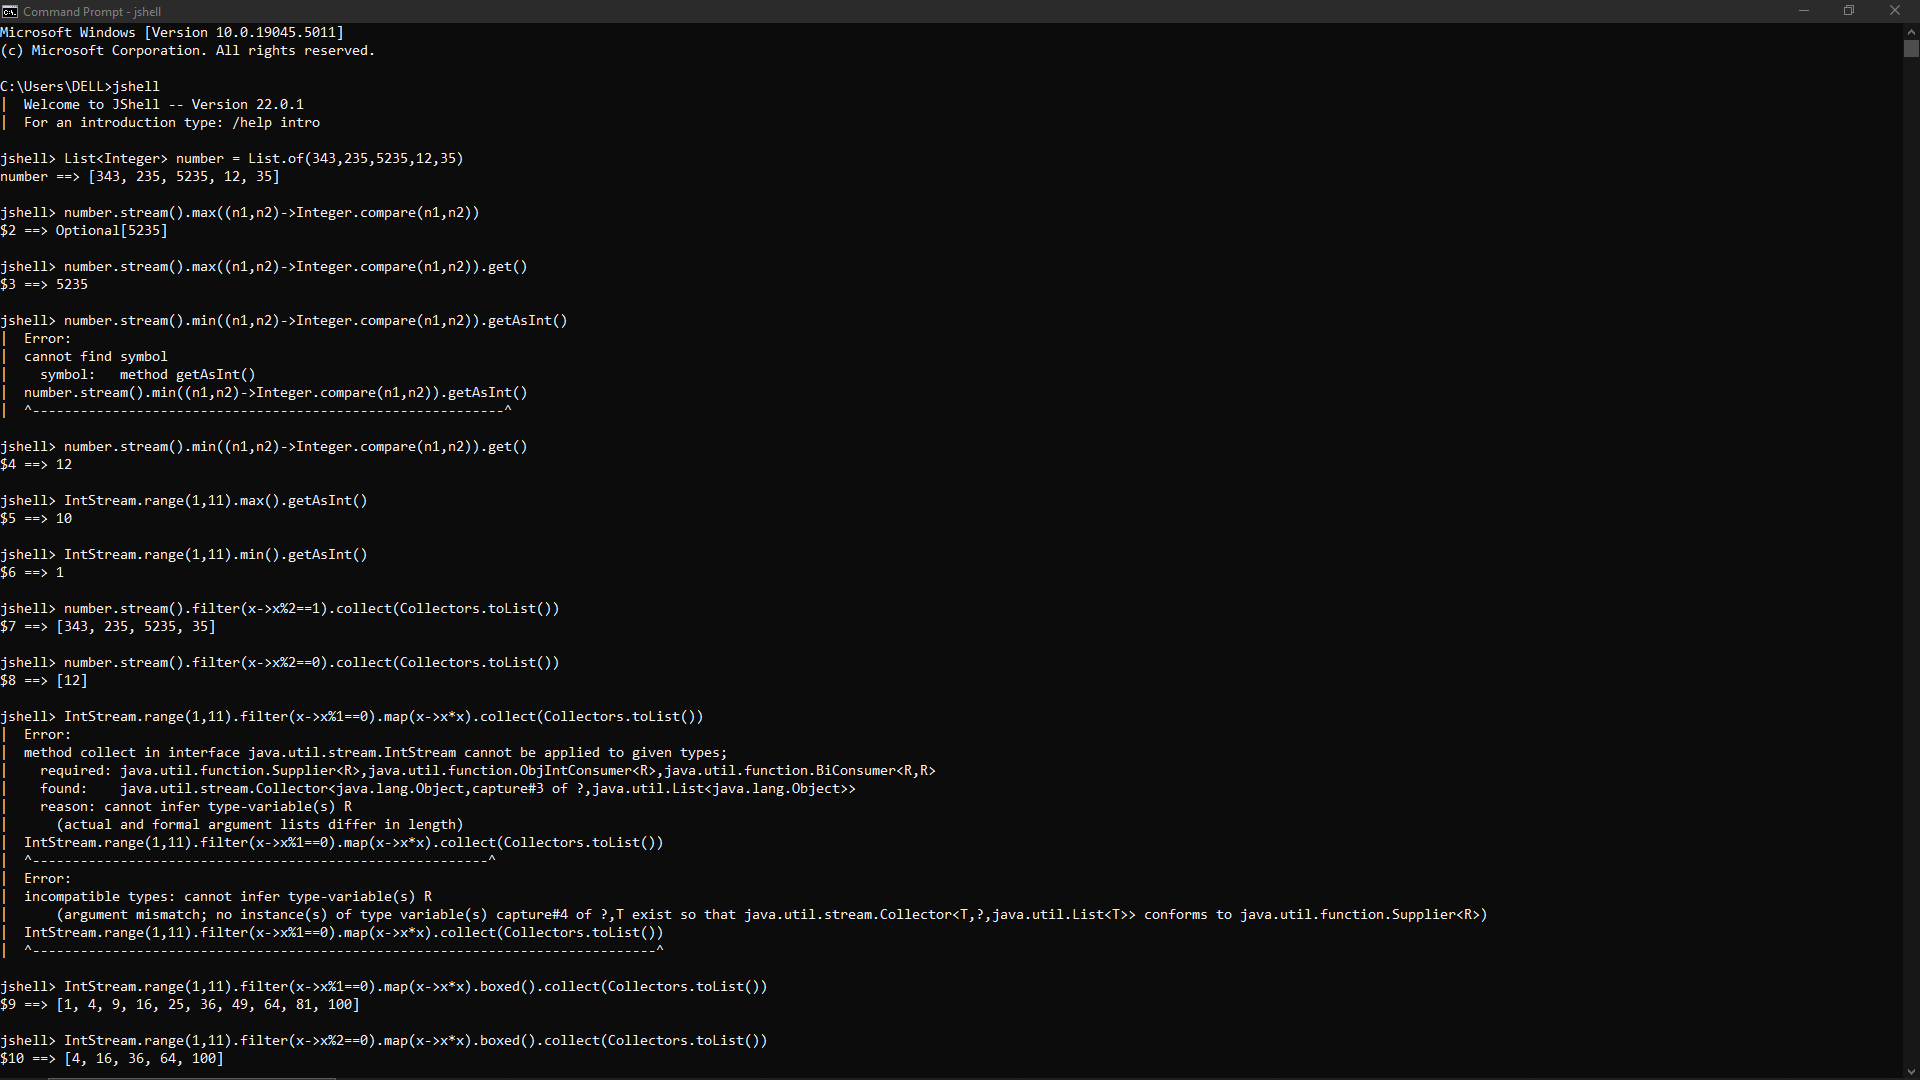 Command Prompt - jshell
Microsoft Windows [Version 10.0.19045.5011]
(c) Microsoft Corporation. All rights reserved.
C:\Users\DELL>jshell
|  Welcome to JShell -- Version 22.0.1
|  For an introduction type: /help intro
jshell> List<Integer> number = List.of(343,235,5235,12,35)
number ==> [343, 235, 5235, 12, 35]
jshell> number.stream().max((n1,n2)->Integer.compare(n1,n2))
$2 ==> Optional[5235]
jshell> number.stream().max((n1,n2)->Integer.compare(n1,n2)).get()
$3 ==> 5235
jshell> number.stream().min((n1,n2)->Integer.compare(n1,n2)).getAsInt()
|  Error:
|  cannot find symbol
|    symbol:   method getAsInt()
|  number.stream().min((n1,n2)->Integer.compare(n1,n2)).getAsInt()
|  ^-----------------------------------------------------------^
jshell> number.stream().min((n1,n2)->Integer.compare(n1,n2)).get()
$4 ==> 12
jshell> IntStream.range(1,11).max().getAsInt()
$5 ==> 10
jshell> IntStream.range(1,11).min().getAsInt()
$6 ==> 1
jshell> number.stream().filter(x->x%2==1).collect(Collectors.toList())
$7 ==> [343, 235, 5235, 35]
jshell> number.stream().filter(x->x%2==0).collect(Collectors.toList())
$8 ==> [12]
jshell> IntStream.range(1,11).filter(x->x%1==0).map(x->x*x).collect(Collectors.toList())
|  Error:
|  method collect in interface java.util.stream.IntStream cannot be applied to given types;
|    required: java.util.function.Supplier<R>,java.util.function.ObjIntConsumer<R>,java.util.function.BiConsumer<R,R>
|    found:    java.util.stream.Collector<java.lang.Object,capture#3 of ?,java.util.List<java.lang.Object>>
|    reason: cannot infer type-variable(s) R
|      (actual and formal argument lists differ in length)
|  IntStream.range(1,11).filter(x->x%1==0).map(x->x*x).collect(Collectors.toList())
|  ^---------------------------------------------------------^
|  Error:
|  incompatible types: cannot infer type-variable(s) R
|      (argument mismatch; no instance(s) of type variable(s) capture#4 of ?,T exist so that java.util.stream.Collector<T,?,java.util.List<T>> conforms to java.util.function.Supplier<R>)
|  IntStream.range(1,11).filter(x->x%1==0).map(x->x*x).collect(Collectors.toList())
|  ^------------------------------------------------------------------------------^
jshell> IntStream.range(1,11).filter(x->x%1==0).map(x->x*x).boxed().collect(Collectors.toList())
$9 ==> [1, 4, 9, 16, 25, 36, 49, 64, 81, 100]
jshell> IntStream.range(1,11).filter(x->x%2==0).map(x->x*x).boxed().collect(Collectors.toList())
$10 ==> [4, 16, 36, 64, 100]